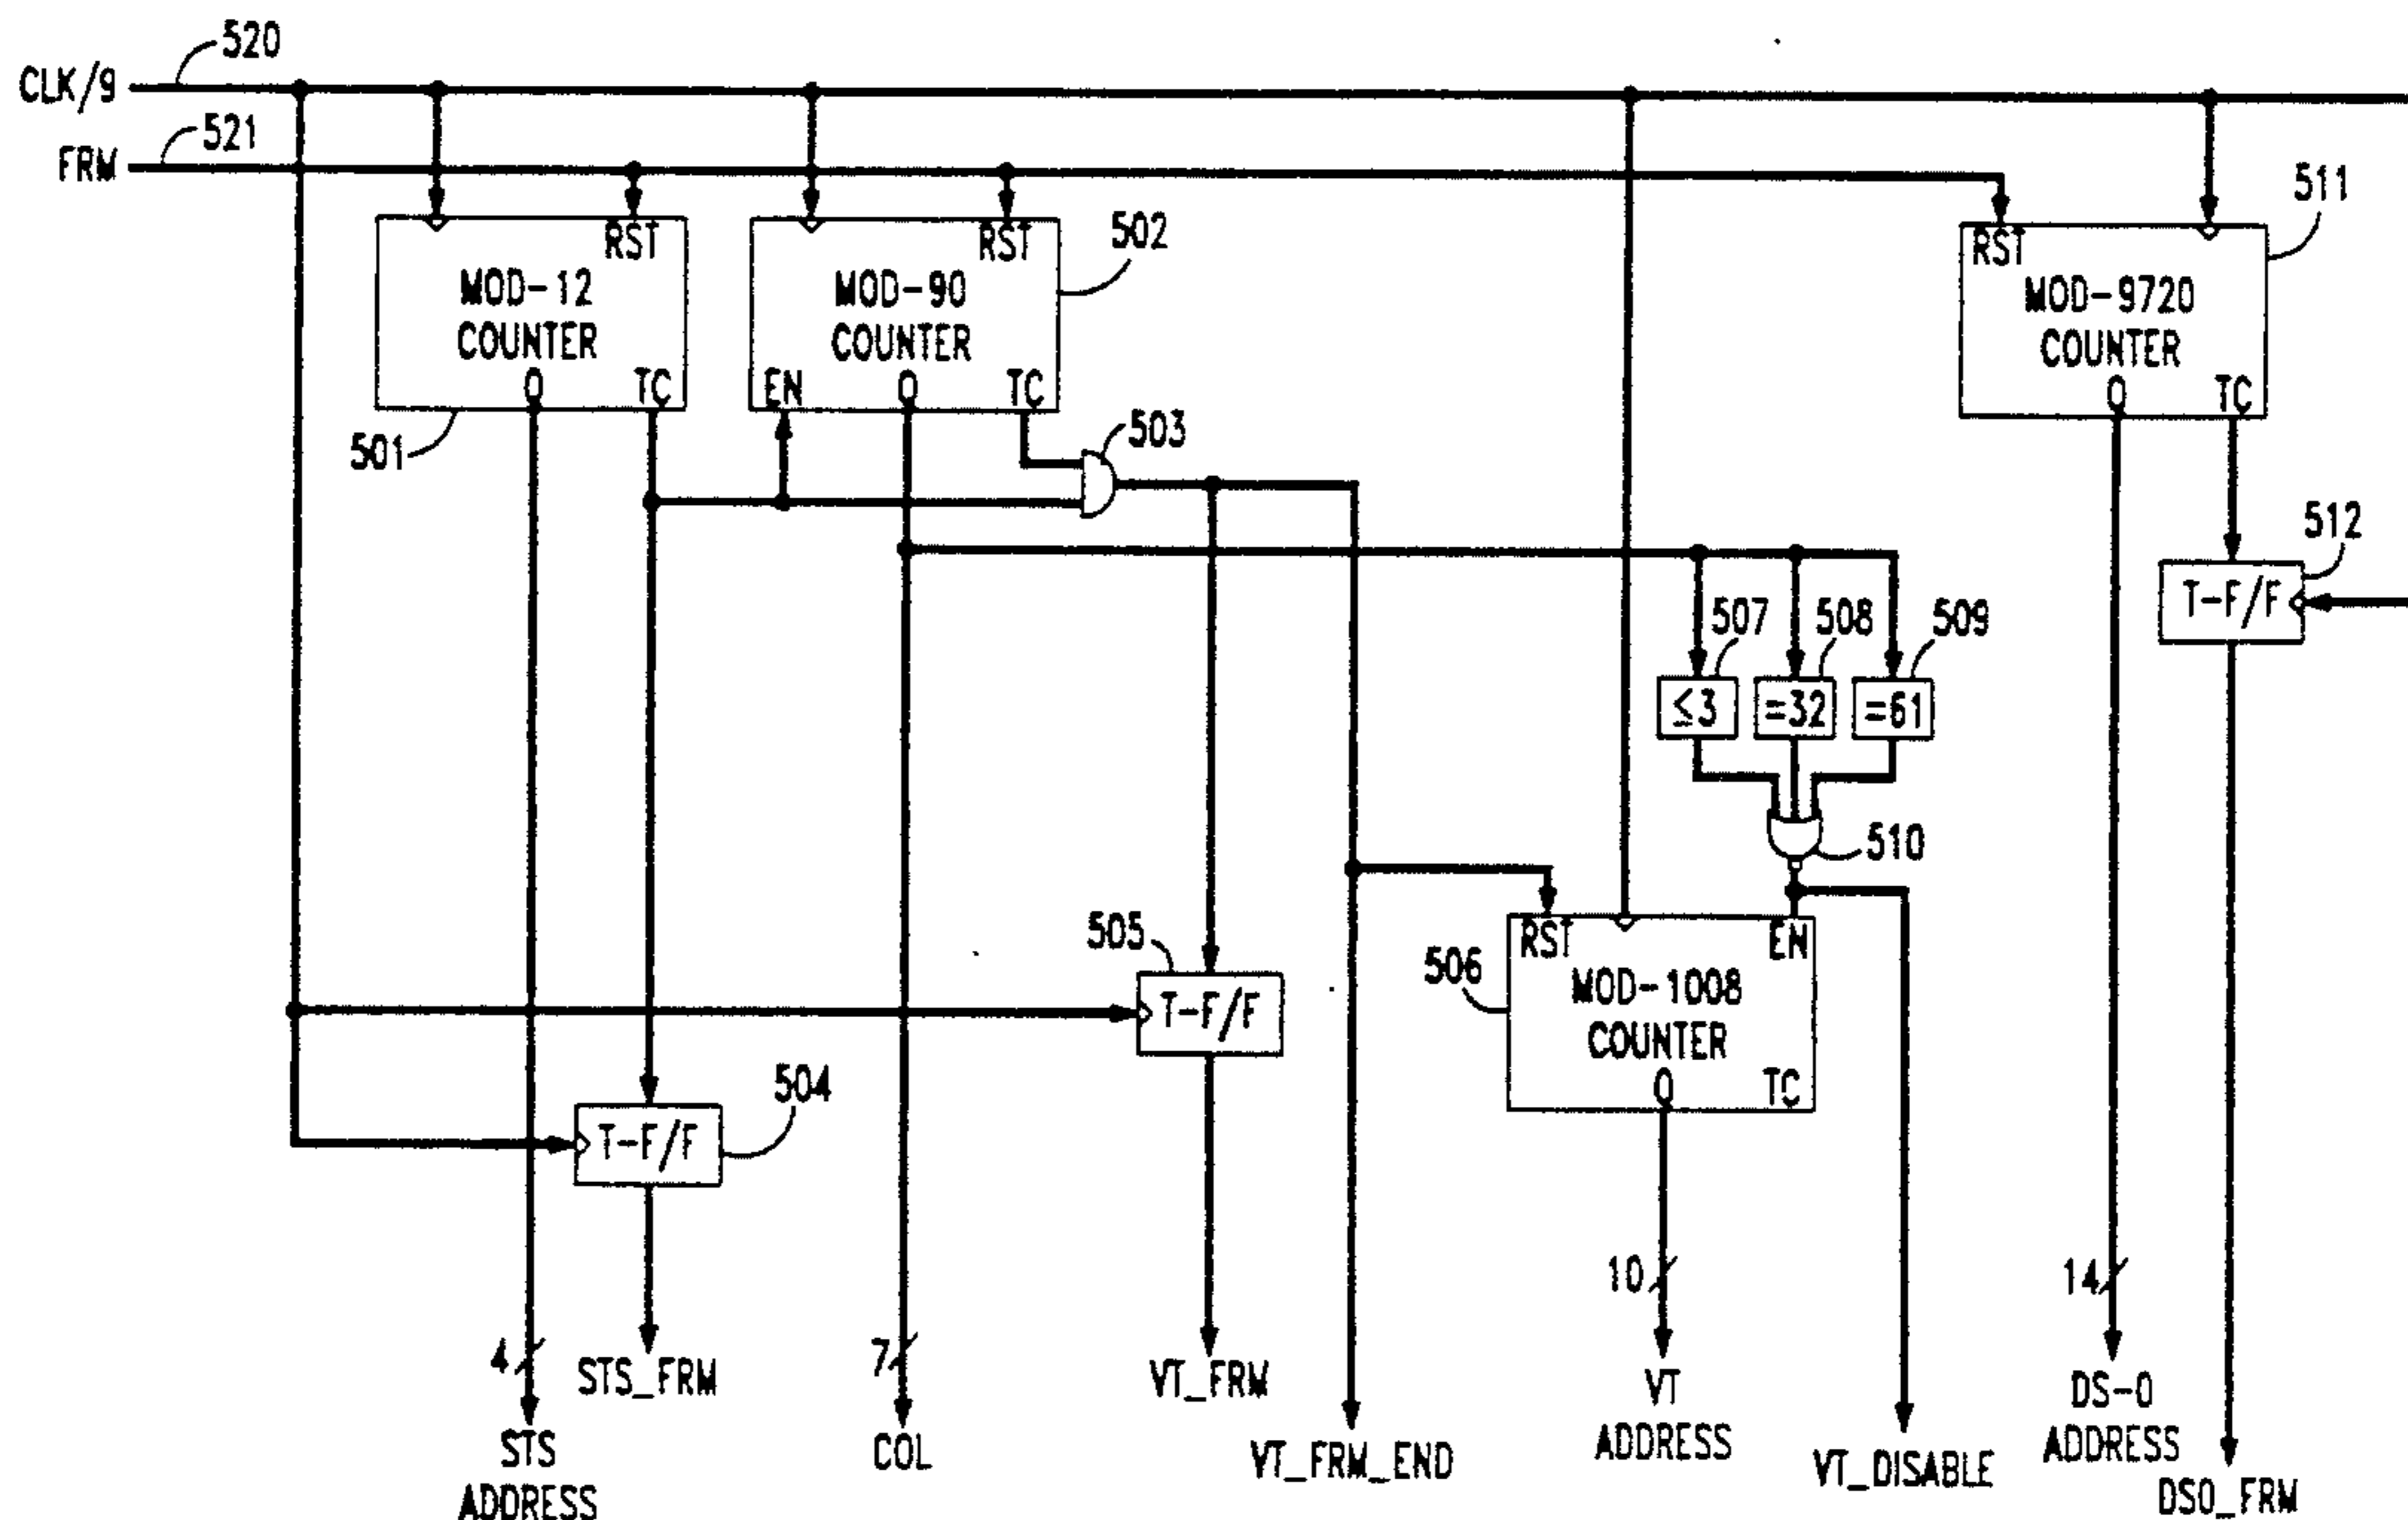 520
CLK/9
521
FRM
511
RST
MOD-12
COUNTER
Q
TC
501
RST
502
MOD-90
COUNTER
EN
Q
TC
503
RST
MOD-9720
COUNTER
Q
TC
512
T-F/F
507
508
509
≤3
=32
=61
510
505
T-F/F
506
RST
EN
MOD-1008
COUNTER
Q
TC
504
T-F/F
10
14
4
STS_FRM
7
VT_FRM
STS
ADDRESS
COL
VT_FRM_END
VT
ADDRESS
VT_DISABLE
DS-0
ADDRESS
DS0_FRM